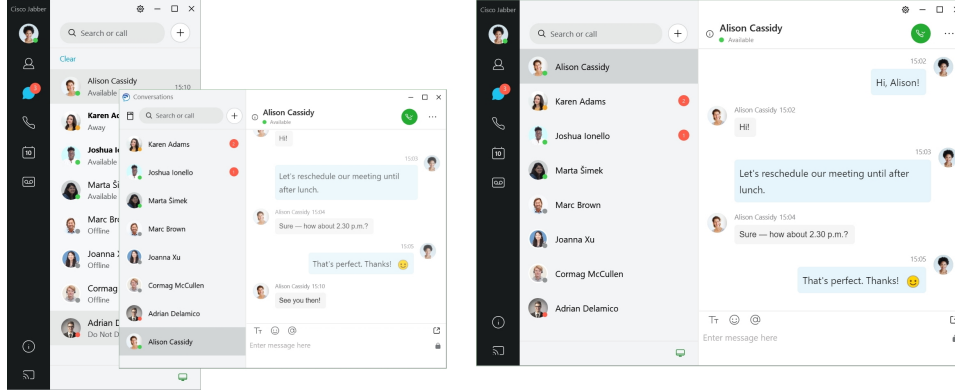 Cisco Jabber
Search or call
Clear
Alison Cassidy
Available
15:10
Karen Ad
Away
Joshua Io
Available
Marta Ši
Available
Marc Bro
Offline
Joanna X
Offline
Cormag
Offline
Adrian D
Do Not D
3
10
Conversations
Search or call
Karen Adams
Joshua Ionello
Marta Šimek
Marc Brown
Joanna Xu
Cormag McCullen
Adrian Delamico
Alison Cassidy
Alison Cassidy
Available
Hi!
15:03
Let's reschedule our meeting until
after lunch.
Alison Cassidy 15:04
Sure — how about 2.30 p.m.?
15:05
That's perfect. Thanks!
Alison Cassidy 15:10
See you then!
Enter message here
Cisco Jabber
Search or call
3
10
Alison Cassidy
Karen Adams
Joshua Ionello
Marta Šimek
Marc Brown
Joanna Xu
Cormag McCullen
Adrian Delamico
Alison Cassidy
Available
15:02
Hi, Alison!
Alison Cassidy 15:02
Hi!
15:03
Let's reschedule our meeting until after
lunch.
Alison Cassidy 15:04
Sure — how about 2.30 p.m.?
15:05
That's perfect. Thanks!
Enter message here